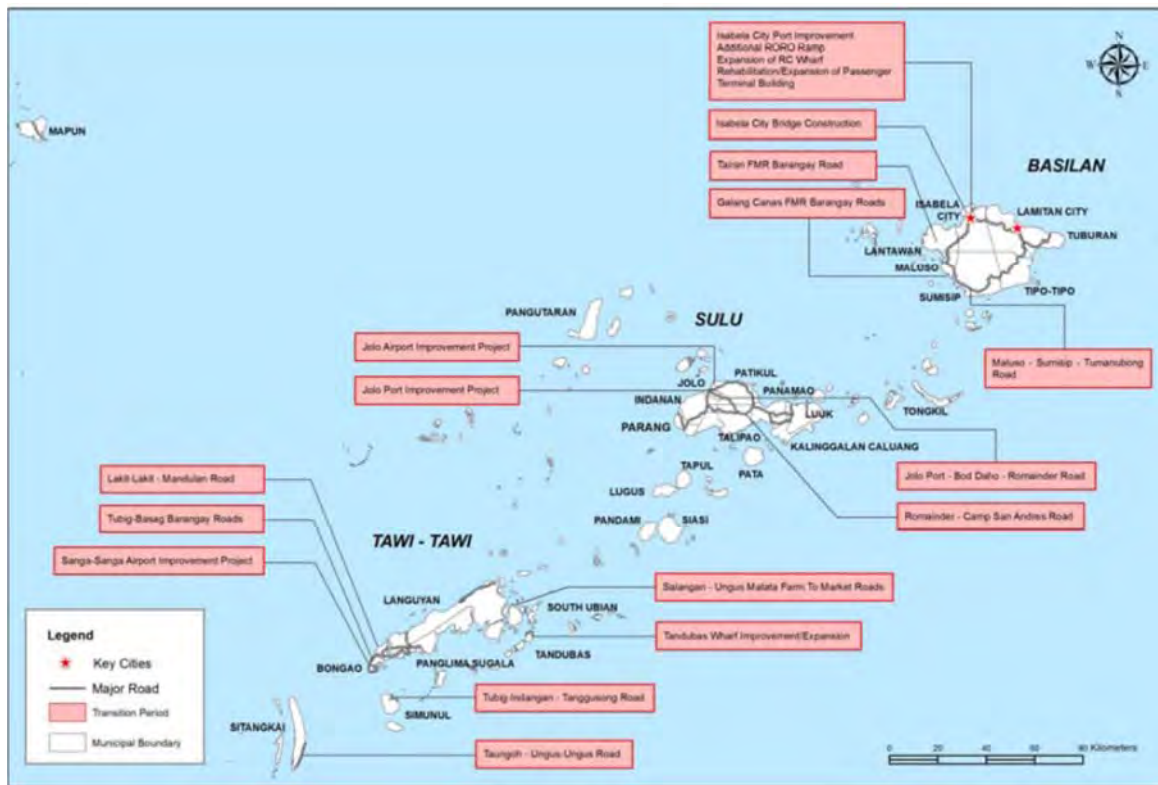 Isabela City Port Improvement
Additional RORO Ramp
Expansion of RC Wharf
Rehabilitation/Expansion of Passenger
Terminal Building
N
W
E
S
MAPUN
Isabela City Bridge Construction
Tairan FMR Barangay Road
BASILAN
Galang Canas FMR Barangay Roads
ISABELA
CITY
LAMITAN CITY
TUBURAN
LANTAWAN
MALUSO
SUMISIP
TIPO-TIPO
PANGUTARAN
SULU
Jolo Airport Improvement Project
Maluso - Sumisip - Tumanubong
Road
Jolo Port Improvement Project
JOLO
PATIKUL
INDANAN
PANAMAO
LUUK
TONGKIL
PARANG
TALIPAO
KALINGGALAN CALUANG
PATA
TAPUL
LUGUS
Jolo Port - Bod Daho - Romainder Road
Lakit-Lakit - Mandulan Road
Tubig-Basag Barangay Roads
PANDAMI
SIASI
Romainder - Camp San Andres Road
TAWI - TAWI
Sanga-Sanga Airport Improvement Project
Salangan - Ungus Matata Farm To Market Roads
LANGUYAN
SOUTH UBIAN
Tandubas Wharf Improvement/Expansion
TANDUBAS
BONGAO
PANGLIMA SUGALA
Tubig-Indangan - Tanggusong Road
SIMUNUL
SITANGKAI
Taungoh - Ungus Ungus Road
Legend
Key Cities
Major Road
Transition Period
Municipal Boundary
0 20 40 60 80 Kilometers